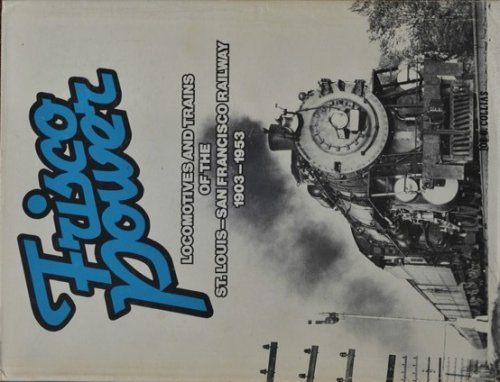 Frisco
Power
LOCOMOTIVES AND TRAINS
OF THE
ST. LOUIS–SAN FRANCISCO RAILWAY
1903–1953
JOE G. COLLIAS